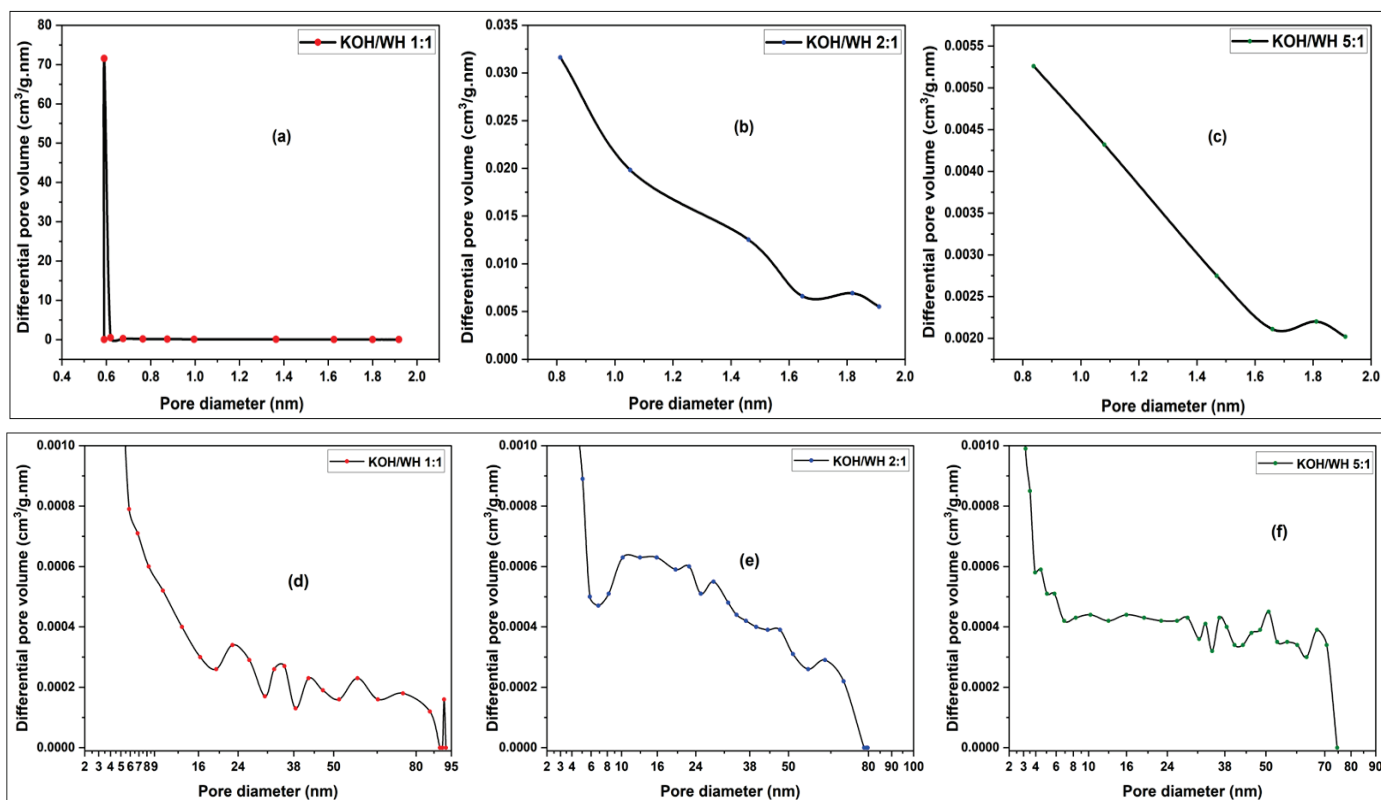 KOH/WH 1:1
(a)
Differential pore volume (cm³/g.nm)
80
70
60
50
40
30
20
10
0
0.4 0.6 0.8 1.0 1.2 1.4 1.6 1.8 2.0
Pore diameter (nm)
KOH/WH 2:1
(b)
Differential pore volume (cm³/g.nm)
0.035
0.030
0.025
0.020
0.015
0.010
0.005
0.000
0.6 0.8 1.0 1.2 1.4 1.6 1.8 2.0
Pore diameter (nm)
KOH/WH 5:1
(c)
Differential pore volume (cm³/g.nm)
0.0055
0.0050
0.0045
0.0040
0.0035
0.0030
0.0025
0.0020
0.8 1.0 1.2 1.4 1.6 1.8 2.0
Pore diameter (nm)
KOH/WH 1:1
(d)
Differential pore volume (cm³/g.nm)
0.0010
0.0008
0.0006
0.0004
0.0002
0.0000
2 3 4 5 6 7 8 9 16 24 38 52 66 80 95
Pore diameter (nm)
KOH/WH 2:1
(e)
Differential pore volume (cm³/g.nm)
0.0010
0.0008
0.0006
0.0004
0.0002
0.0000
2 3 4 6 8 10 16 24 38 50 60 70 80 90 100
Pore diameter (nm)
KOH/WH 5:1
(f)
Differential pore volume (cm³/g.nm)
0.0010
0.0008
0.0006
0.0004
0.0002
0.0000
2 3 4 6 8 10 16 24 38 50 70 80 90
Pore diameter (nm)